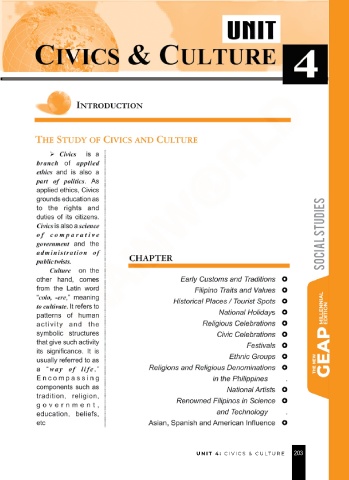 UNIT
CIVICS & CULTURE 4
INTRODUCTION
THE STUDY OF CIVICS AND CULTURE
➢ Civics is a
branch of applied
ethics and is also a
part of politics. As
applied ethics, Civics
grounds education as
to the rights and
duties of its citizens.
Civics is also a science
of comparative
government and the
administration of
public twists.
Culture on the
other hand, comes
from the Latin word
"colo, -ere," meaning
to cultivate. It refers to
patterns of human
activity and the
symbolic structures
that give such activity
its significance. It is
usually referred to as
a "way of life."
Encompassing
components such as
tradition, religion,
government,
education, beliefs,
etc
CHAPTER
Early Customs and Traditions
Filipino Traits and Values
Historical Places / Tourist Spots
National Holidays
Religious Celebrations
Civic Celebrations
Festivals
Ethnic Groups
Religions and Religious Denominations
in the Philippines .
National Artists
Renowned Filipinos in Science
and Technology .
Asian, Spanish and American Influence
SOCIAL STUDIES
THE NEW
GEAP
MILLENNIAL
EDITION
UNIT 4| CIVICS & CULTURE 203